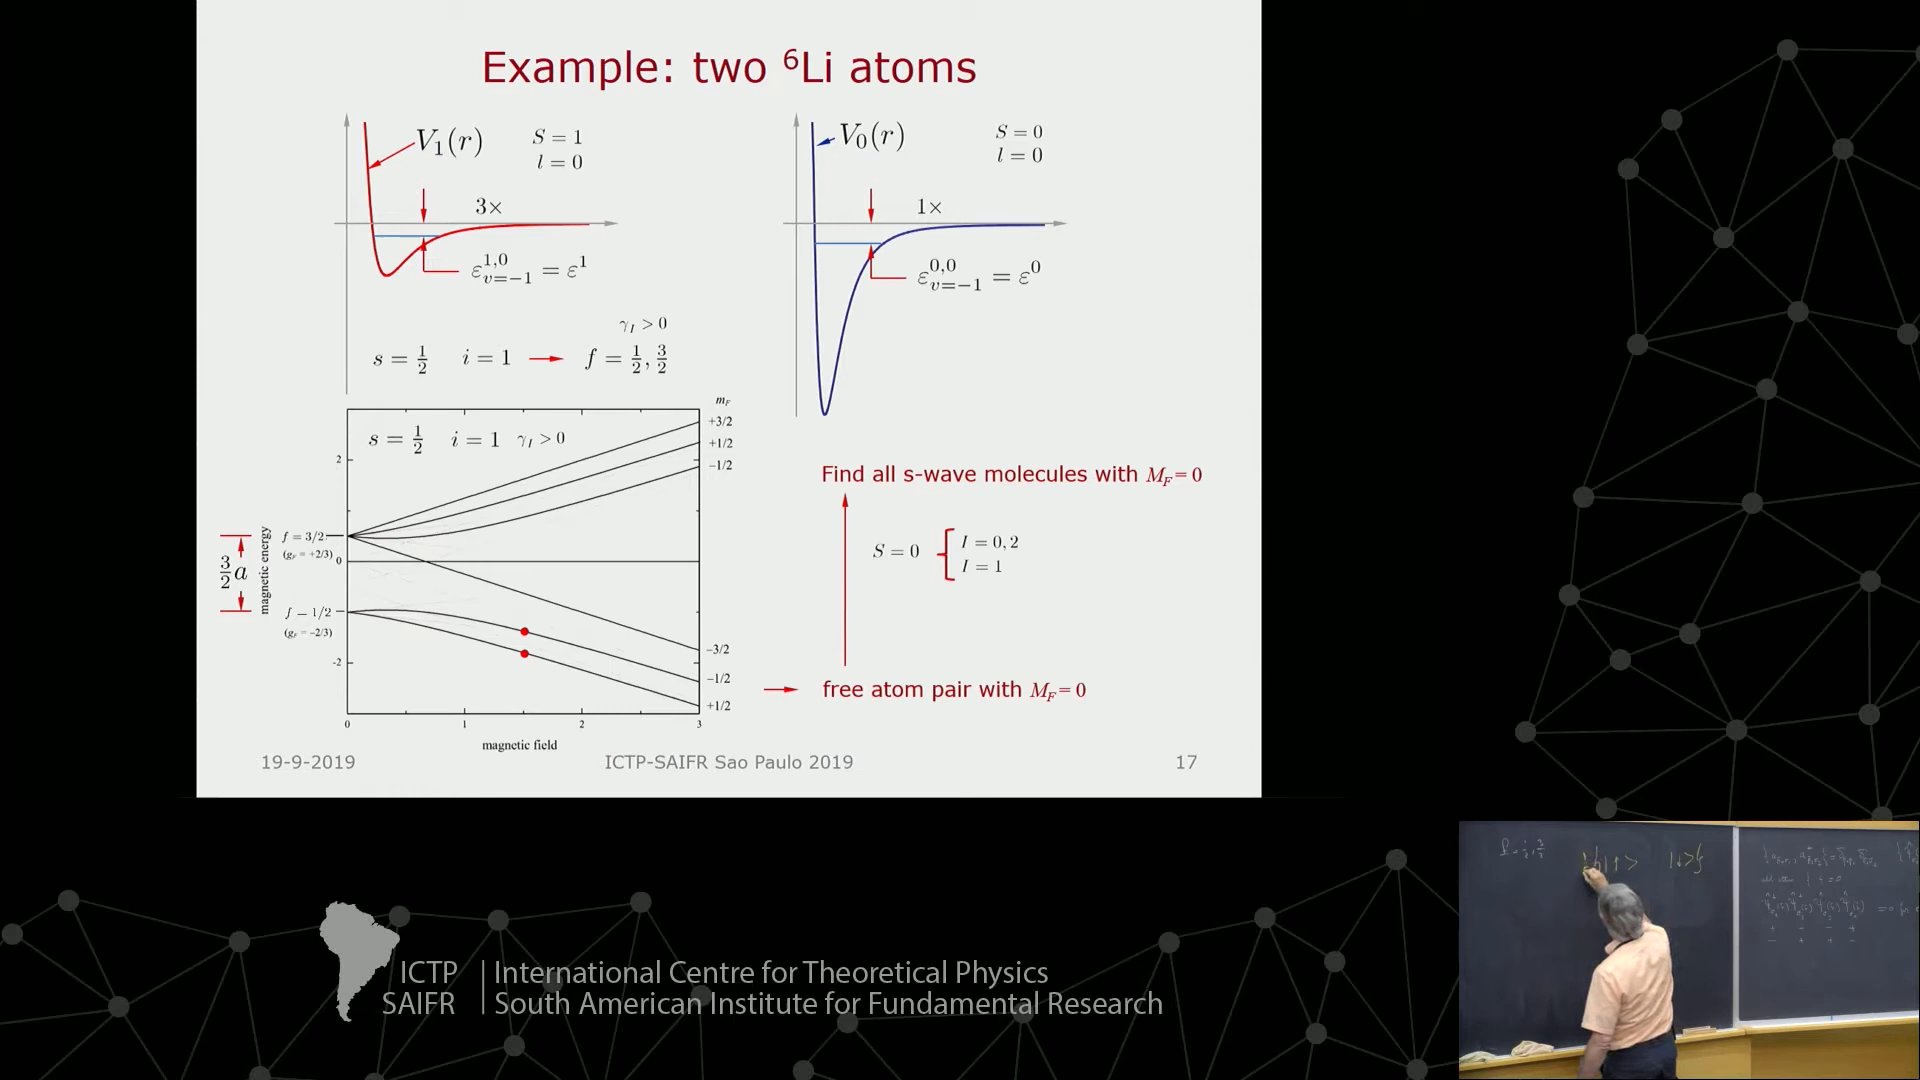 Example: two ⁶Li atoms
V₁(r)
S = 1
l = 0
3×
ε^{1,0}_{v=−1} = ε¹
V₀(r)
S = 0
l = 0
1×
ε^{0,0}_{v=−1} = ε⁰
γ_I > 0
s = 1/2 i = 1 → f = 1/2, 3/2
m_F
s = 1/2 i = 1 γ_I > 0
+3/2
+1/2
−1/2
2
f = 3/2
(g_F = +2/3)
0
3/2 a
magnetic energy
f − 1/2
(g_F = −2/3)
-2
−3/2
−1/2
+1/2
0 1 2 3
magnetic field
Find all s-wave molecules with M_F = 0
S = 0 { I = 0, 2
I = 1
→ free atom pair with M_F = 0
19-9-2019 ICTP-SAIFR Sao Paulo 2019 17
ICTP | International Centre for Theoretical Physics
SAIFR | South American Institute for Fundamental Research